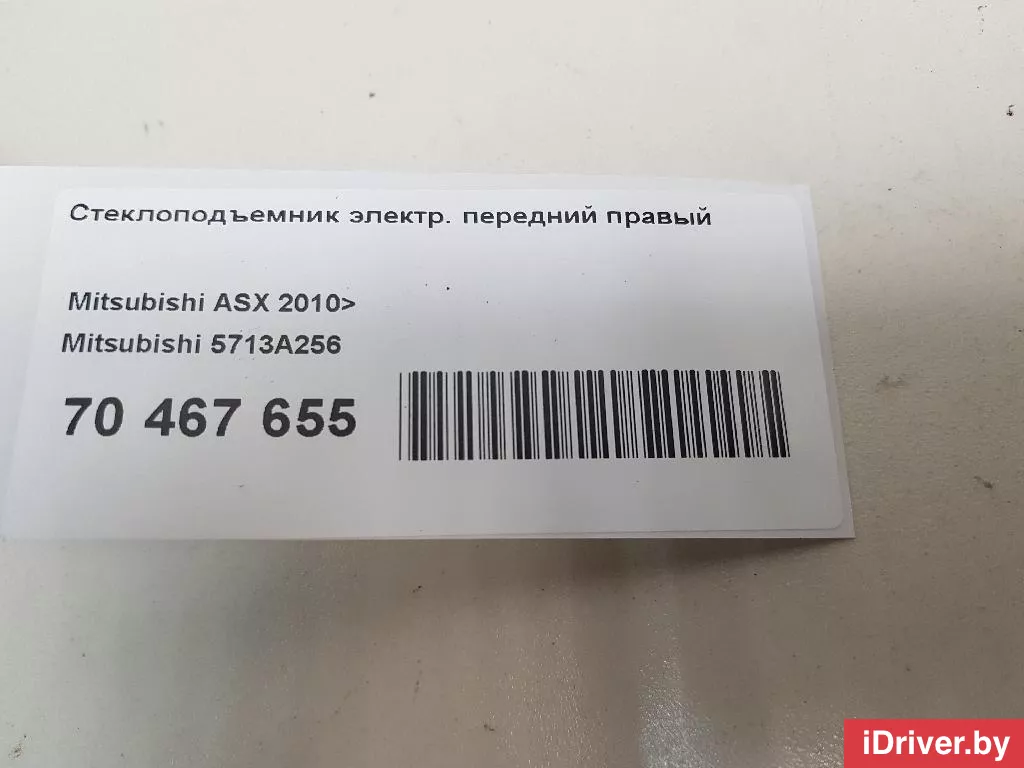 Стеклоподъемник электр. передний правый
Mitsubishi ASX 2010>
Mitsubishi 5713A256
70 467 655
iDriver.by